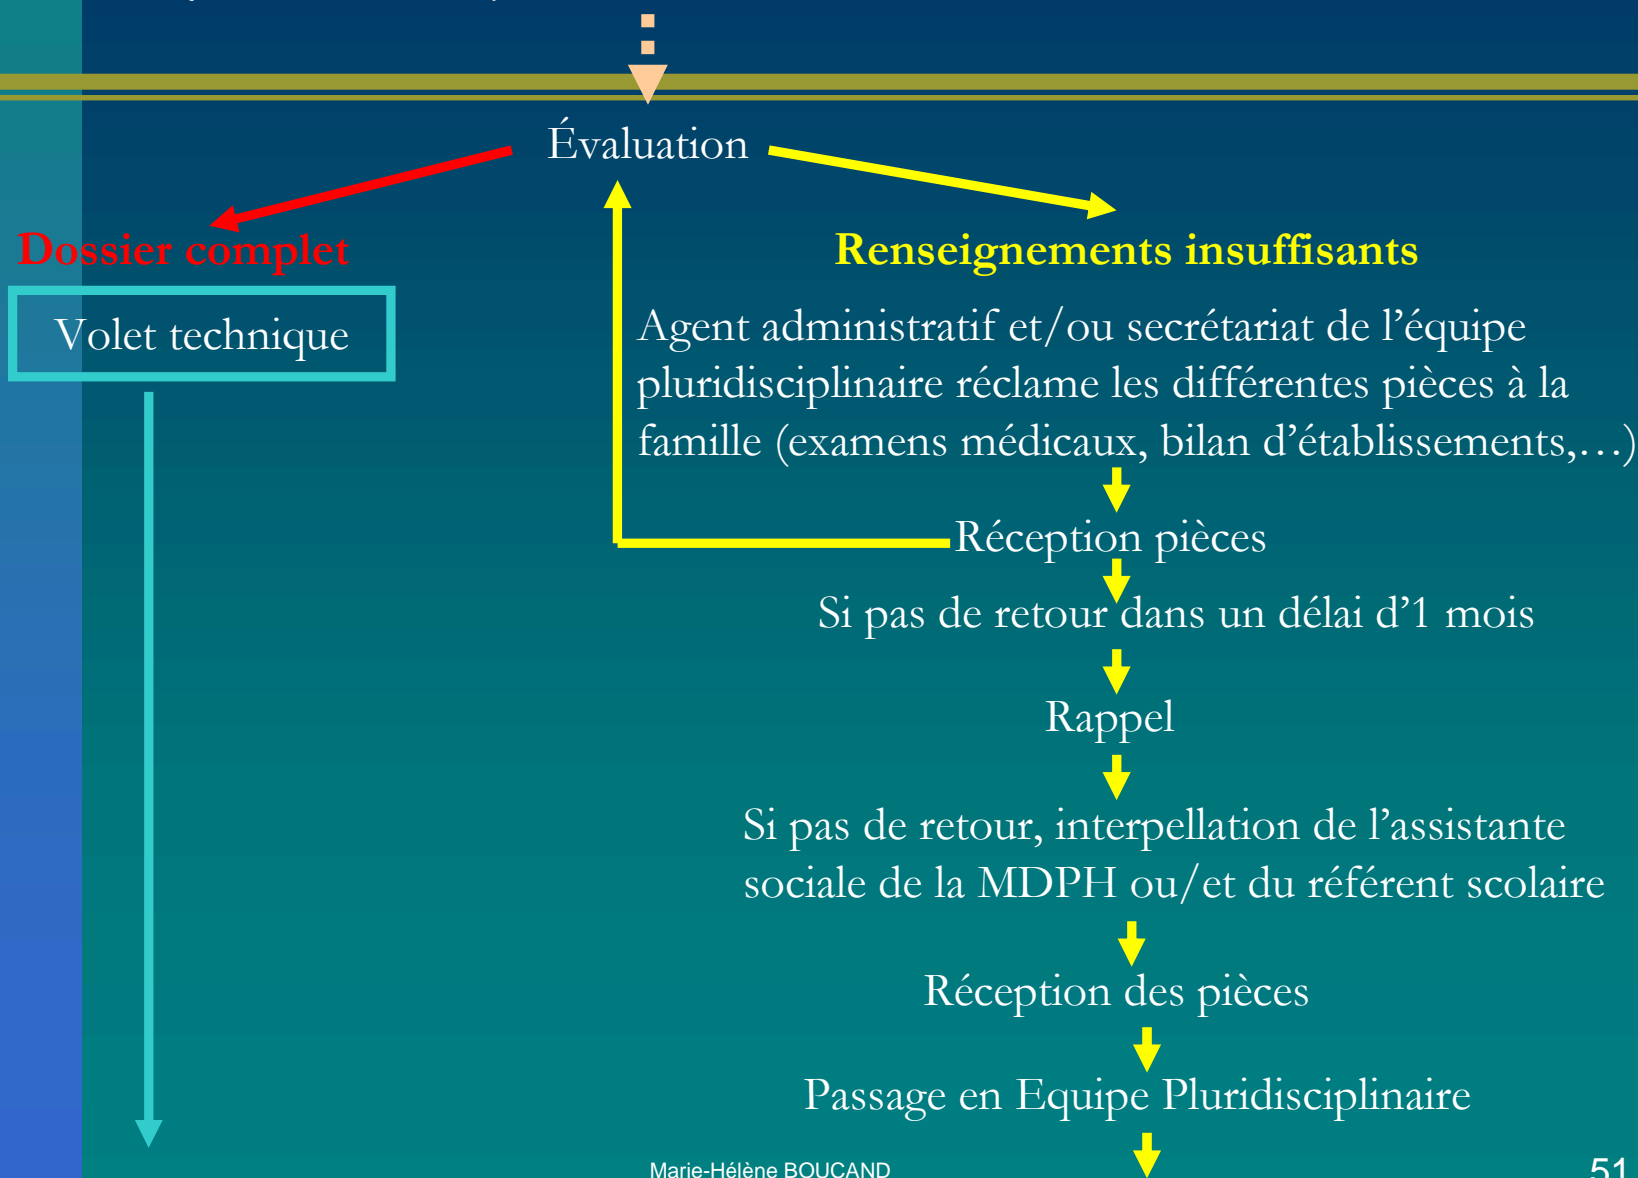 Évaluation
Dossier complet
Volet technique
Renseignements insuffisants
Agent administratif et/ou secrétariat de l’équipe
pluridisciplinaire réclame les différentes pièces à la
famille (examens médicaux, bilan d’établissements,…)
Réception pièces
Si pas de retour dans un délai d’1 mois
Rappel
Si pas de retour, interpellation de l’assistante
sociale de la MDPH ou/et du référent scolaire
Réception des pièces
Passage en Equipe Pluridisciplinaire
Marie-Hélène BOUCAND
51